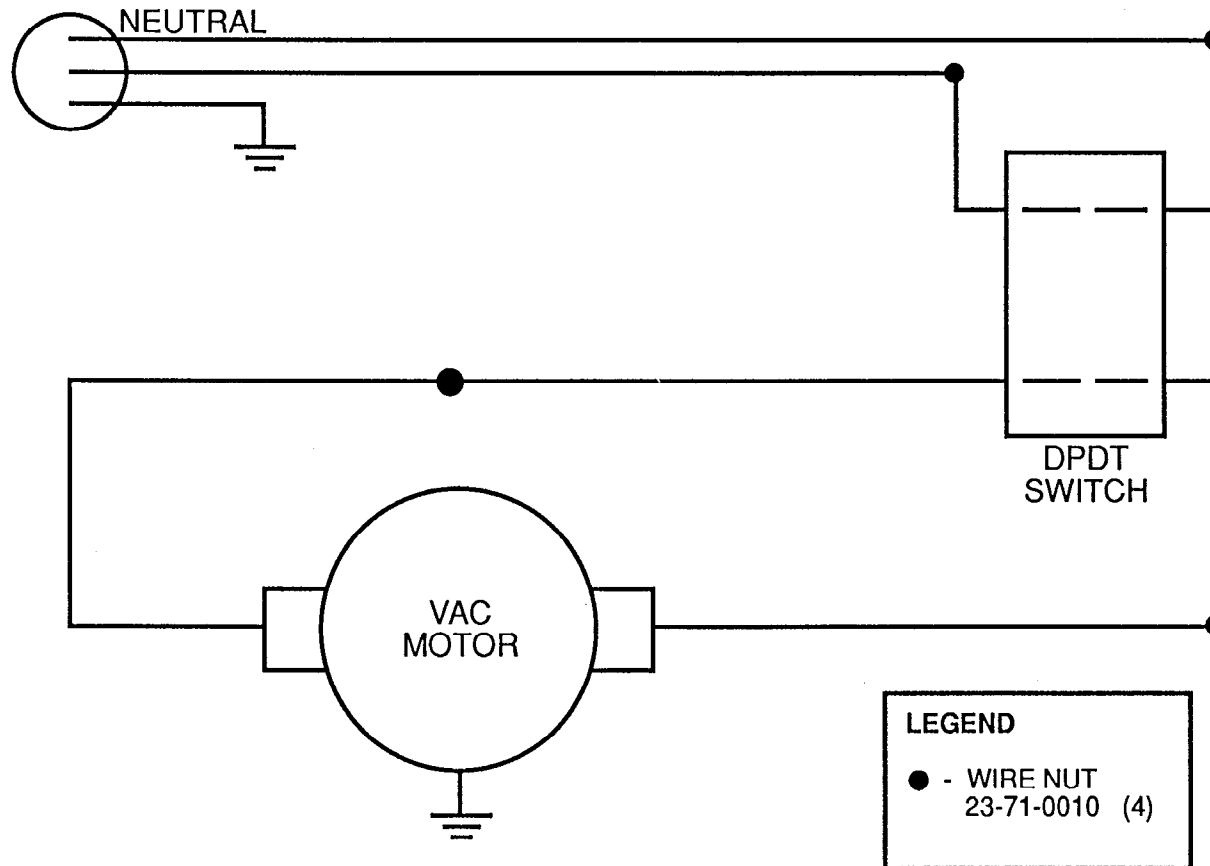 NEUTRAL
DPDT
SWITCH
VAC
MOTOR
LEGEND
- WIRE NUT
23-71-0010 (4)